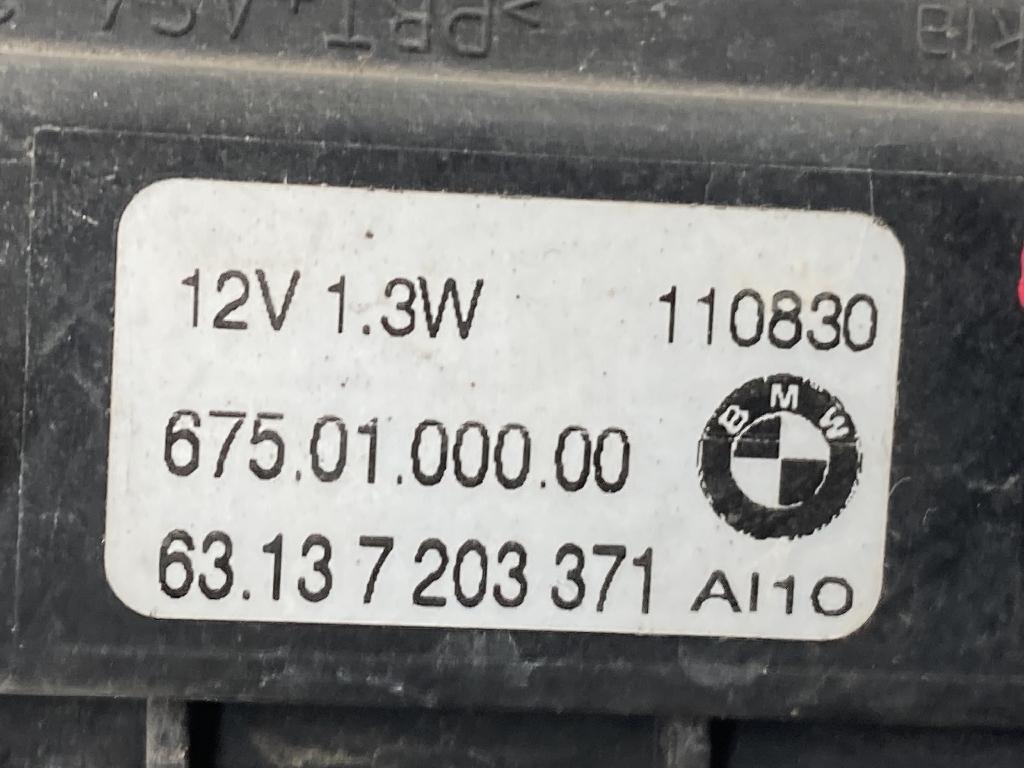 12V 1.3W 110830
675.01.000.00
BMW
63.13 7 203 371 AI10